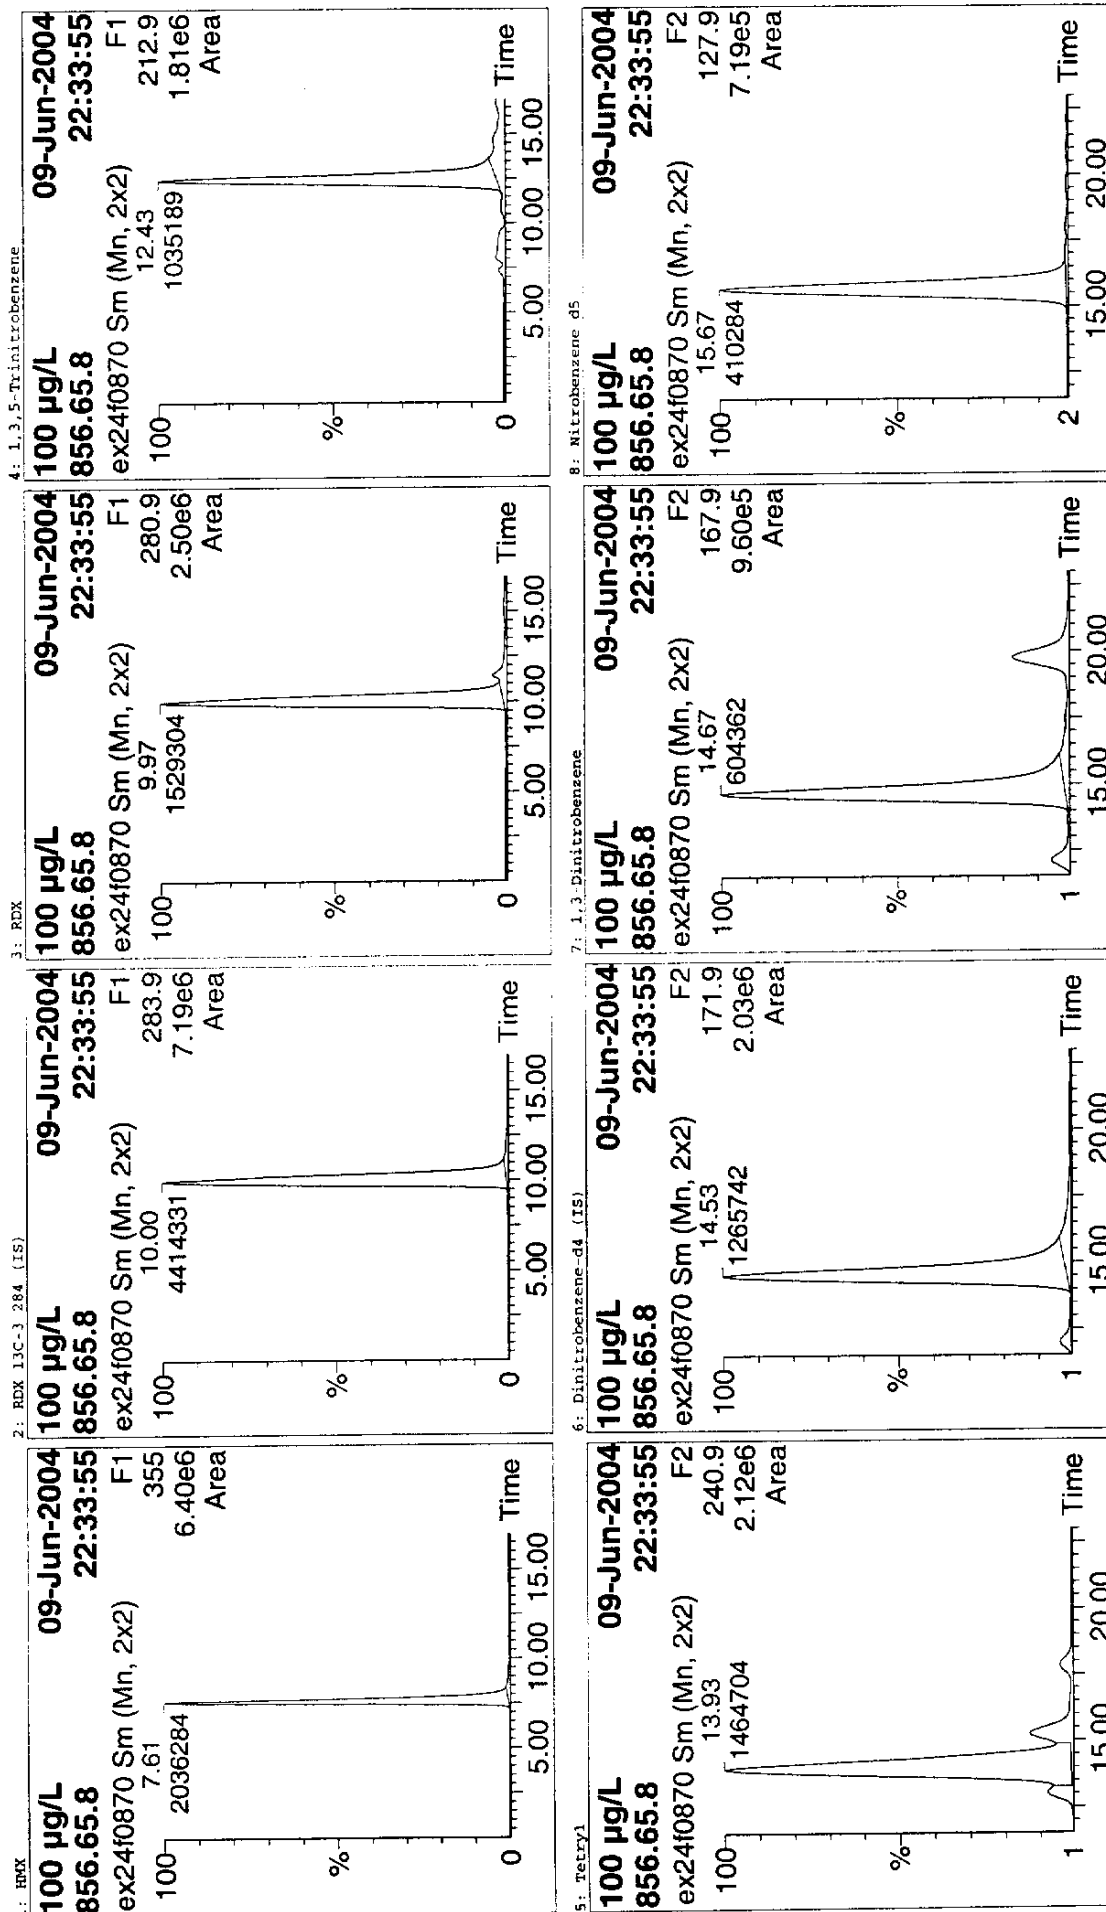 : HMX
100 µg/L 09-Jun-2004
856.65.8 22:33:55
ex24f0870 Sm (Mn, 2x2) F1
7.61 355
2036284 6.40e6
Area
100
%
0
5.00 10.00 15.00 Time
2: RDX 13C-3 284 (IS)
100 µg/L 09-Jun-2004
856.65.8 22:33:55
ex24f0870 Sm (Mn, 2x2) F1
10.00 283.9
4414331 7.19e6
Area
100
%
0
5.00 10.00 15.00 Time
3: RDX
100 µg/L 09-Jun-2004
856.65.8 22:33:55
ex24f0870 Sm (Mn, 2x2) F1
9.97 280.9
1529304 2.50e6
Area
100
%
0
5.00 10.00 15.00 Time
4: 1,3,5-Trinitrobenzene
100 µg/L 09-Jun-2004
856.65.8 22:33:55
ex24f0870 Sm (Mn, 2x2) F1
12.43 212.9
1035189 1.81e6
Area
100
%
0
5.00 10.00 15.00 Time
5: Tetryl
100 µg/L 09-Jun-2004
856.65.8 22:33:55
ex24f0870 Sm (Mn, 2x2) F2
13.93 240.9
1464704 2.12e6
Area
100
%
1
15.00 20.00 Time
6: Dinitrobenzene-d4 (IS)
100 µg/L 09-Jun-2004
856.65.8 22:33:55
ex24f0870 Sm (Mn, 2x2) F2
14.53 171.9
1265742 2.03e6
Area
100
%
1
15.00 20.00 Time
7: 1,3-Dinitrobenzene
100 µg/L 09-Jun-2004
856.65.8 22:33:55
ex24f0870 Sm (Mn, 2x2) F2
14.67 167.9
604362 9.60e5
Area
100
%
1
15.00 20.00 Time
8: Nitrobenzene d5
100 µg/L 09-Jun-2004
856.65.8 22:33:55
ex24f0870 Sm (Mn, 2x2) F2
15.67 127.9
410284 7.19e5
Area
100
%
2
15.00 20.00 Time